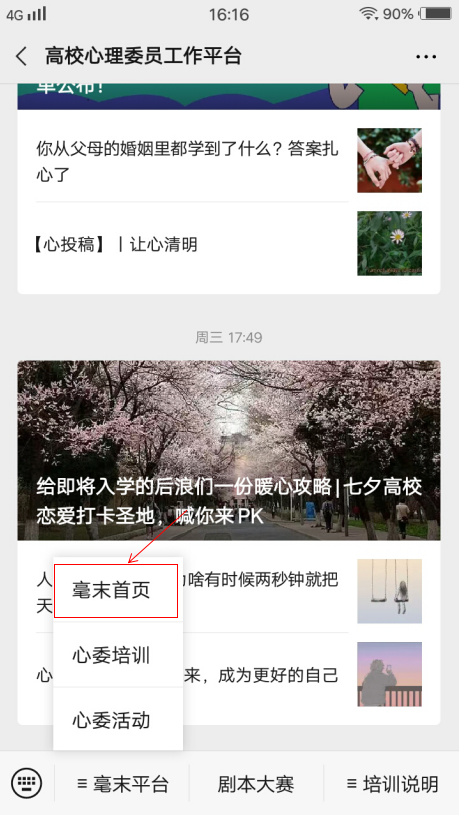 4G 16:16 90%
高校心理委员工作平台
单公布！
你从父母的婚姻里都学到了什么？答案扎
心了
【心投稿】丨让心清明
周三 17:49
给即将入学的后浪们一份暖心攻略|七夕高校
恋爱打卡圣地，喊你来PK
人
啥有时候两秒钟就把
天
心
来，成为更好的自己
毫末首页
心委培训
心委活动
≡ 毫末平台
剧本大赛
≡ 培训说明